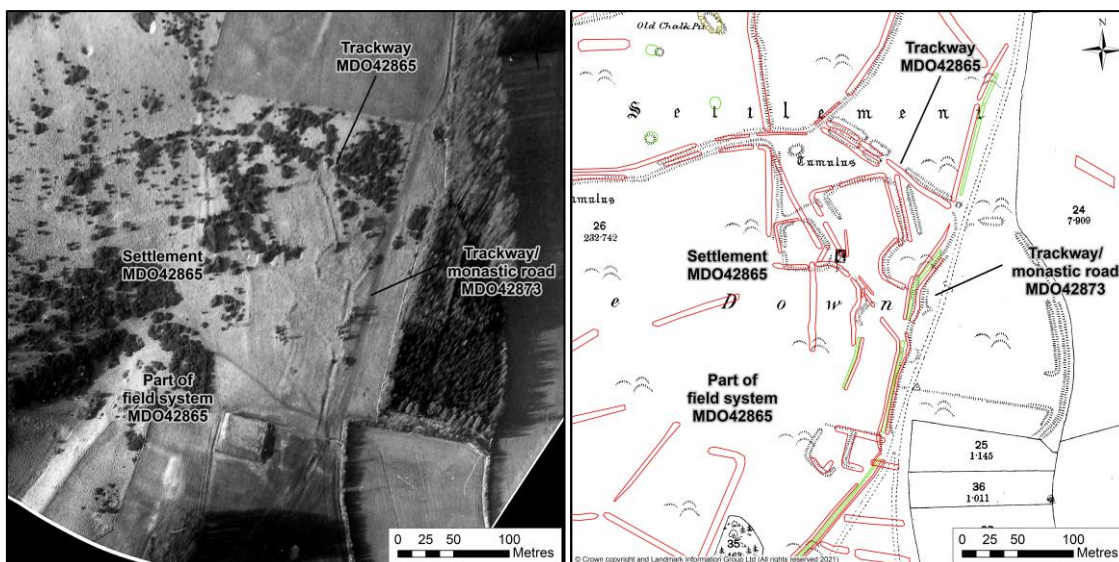 Trackway
MDO42865
Settlement
MDO42865
Trackway/
monastic road
MDO42873
Part of
field system
MDO42865
0 25 50 100
Metres
Old Chalk Pit
N
Trackway
MDO42865
Settlement
Tumulus
umulus
26
232·742
24
7·909
Settlement
MDO42865
Trackway/
monastic road
MDO42873
e Down
Part of
field system
MDO42865
25
1·145
36
1·011
35
0 25 50 100
Metres
© Crown copyright and Landmark Information Group Ltd (All rights reserved 2021)